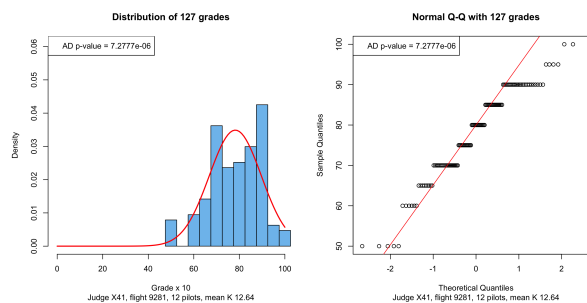 Distribution of 127 grades
AD p-value = 7.2777e-06
Density
0.00 0.01 0.02 0.03 0.04 0.05 0.06
0 20 40 60 80 100
Grade x 10
Judge X41, flight 9281, 12 pilots, mean K 12.64
Normal Q-Q with 127 grades
AD p-value = 7.2777e-06
Sample Quantiles
50 60 70 80 90 100
-2 -1 0 1 2
Theoretical Quantiles
Judge X41, flight 9281, 12 pilots, mean K 12.64